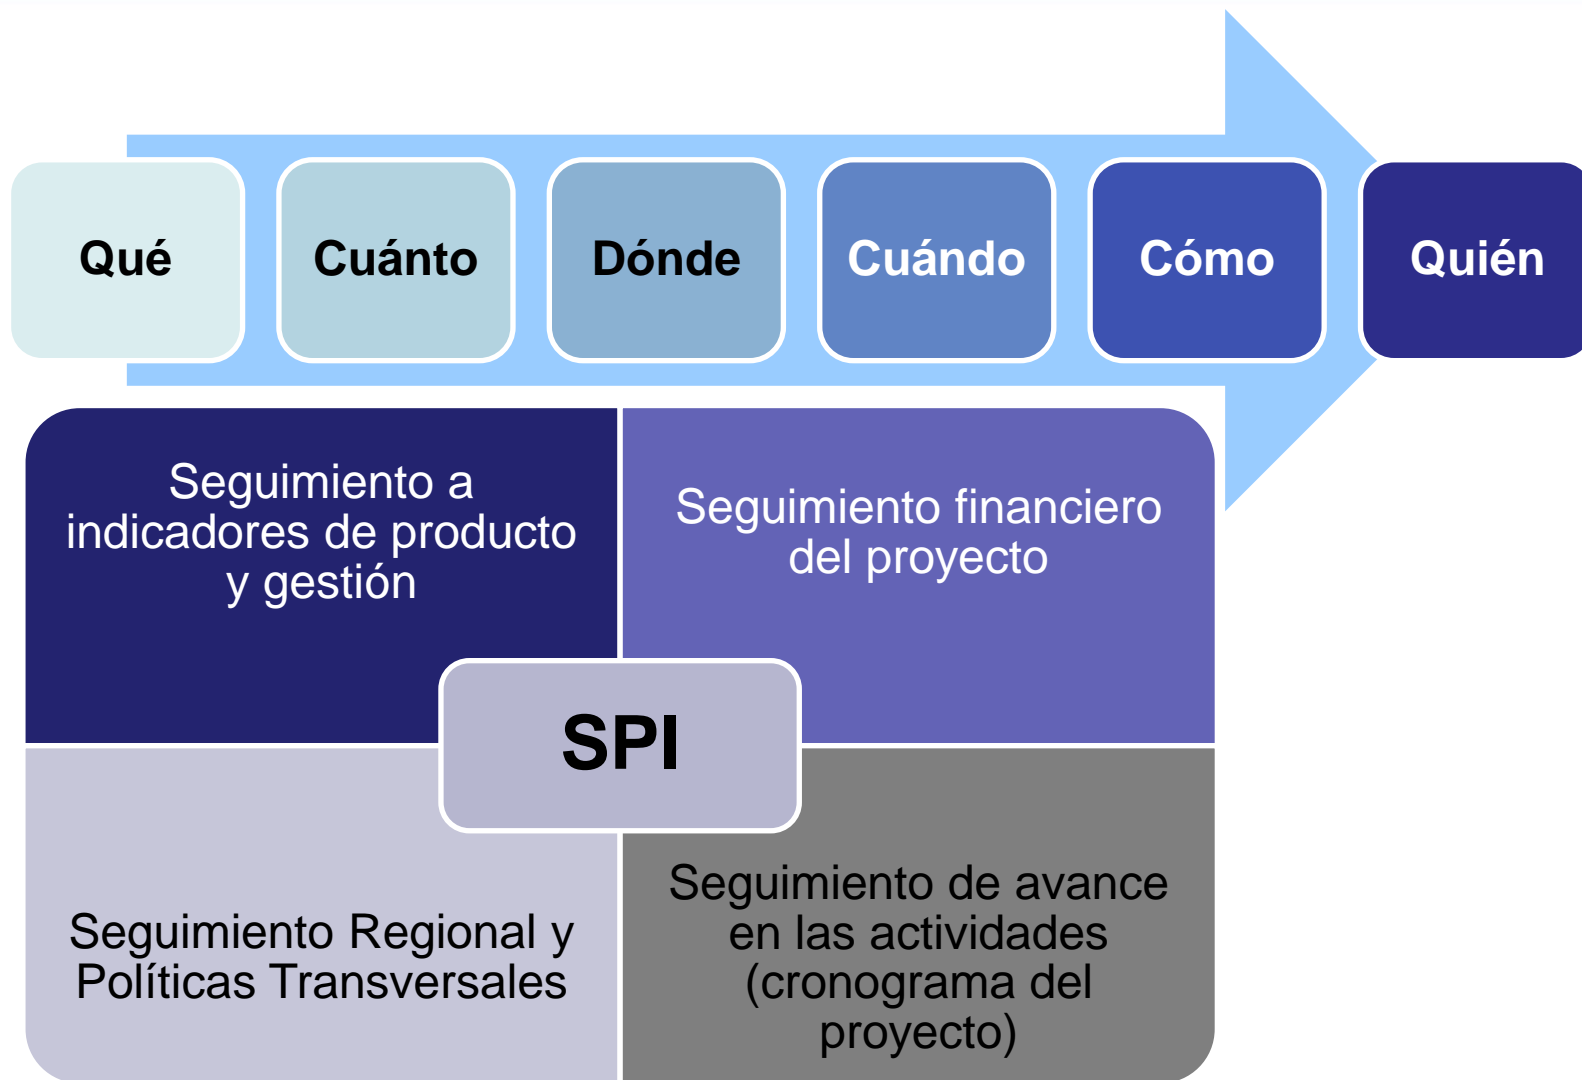 Qué
Cuánto
Dónde
Cuándo
Cómo
Quién
Seguimiento a
indicadores de producto
y gestión
Seguimiento financiero
del proyecto
SPI
Seguimiento Regional y
Políticas Transversales
Seguimiento de avance
en las actividades
(cronograma del
proyecto)